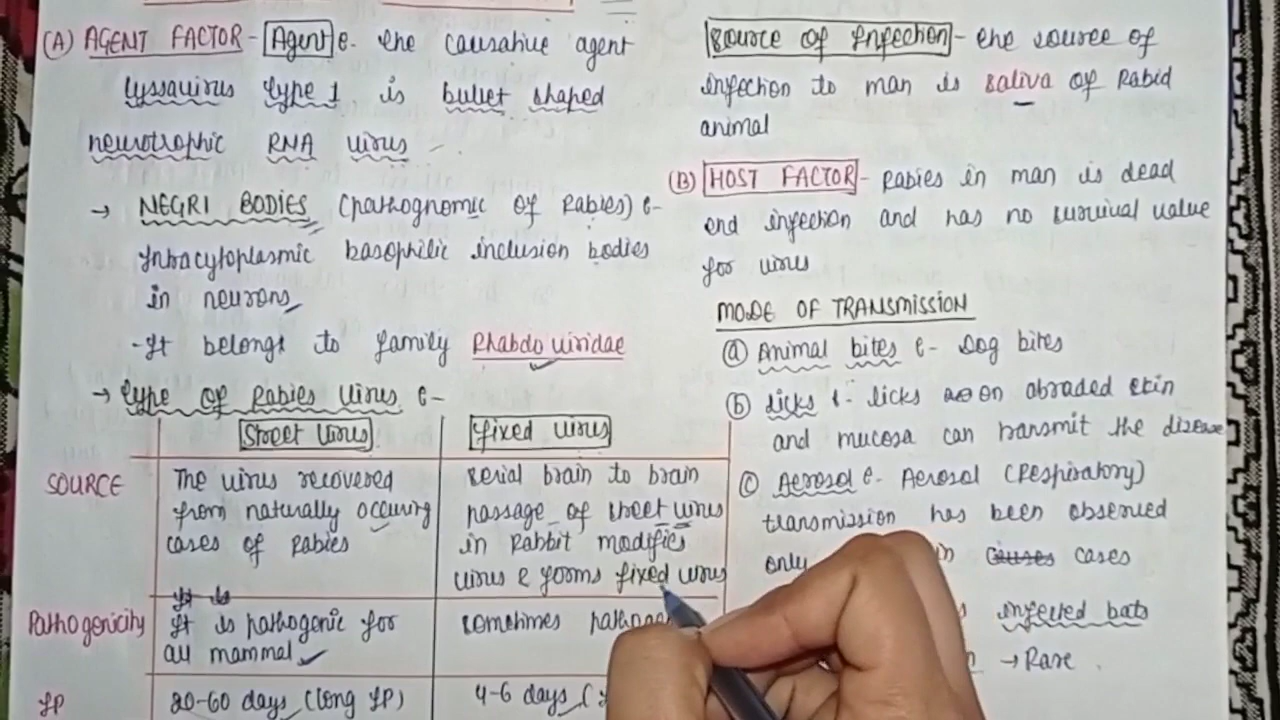 (A) AGENT FACTOR - Agent :- The causative agent
lyssavirus type 1 is bullet shaped
neurotrophic RNA virus -
→ NEGRI BODIES (pathognomic of Rabies) :-
Intracytoplasmic basophilic inclusion bodies
in neurons
- It belongs to family Rhabdoviridae
→ Type of Rabies Virus :-
Street Virus
Fixed virus
SOURCE
The virus recovered
from naturally occuring
cases of Rabies
serial brain to brain
passage of street virus
in Rabbit modifies
virus & forms fixed virus
It is
Pathogenicity
It is pathogenic for
all mammal
sometimes
IP
20-60 days (long IP)
4-6 days (
Source of Infection - The source of
infection to man is saliva of Rabid
animal
(B) HOST FACTOR - Rabies in man is dead
end infection and has no survival value
for virus
MODE OF TRANSMISSION
(a) Animal bites :- Dog bites
(b) Licks :- licks on abraded skin
and mucosa can transmit the disease
(c) Aerosol :- Aerosol (Respiratory)
transmission has been observed
only in causes cases
infected bats
→ Rare